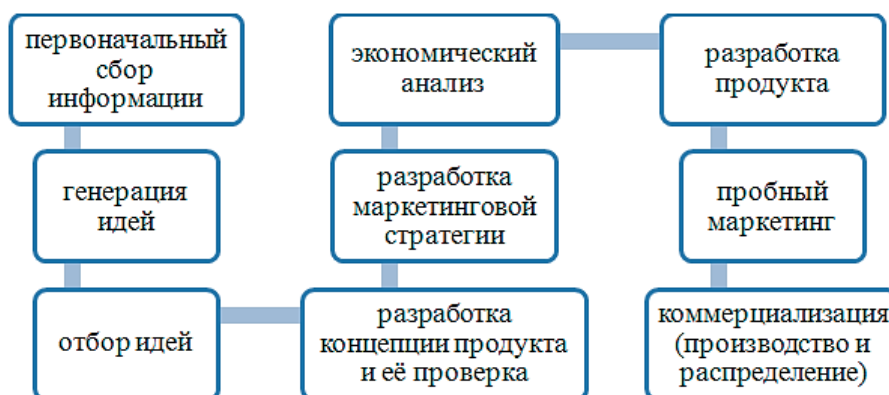 первоначальный
сбор
информации
генерация
идей
отбор идей
разработка
концепции продукта
и её проверка
разработка
маркетинговой
стратегии
экономический
анализ
разработка
продукта
пробный
маркетинг
коммерциализация
(производство и
распределение)